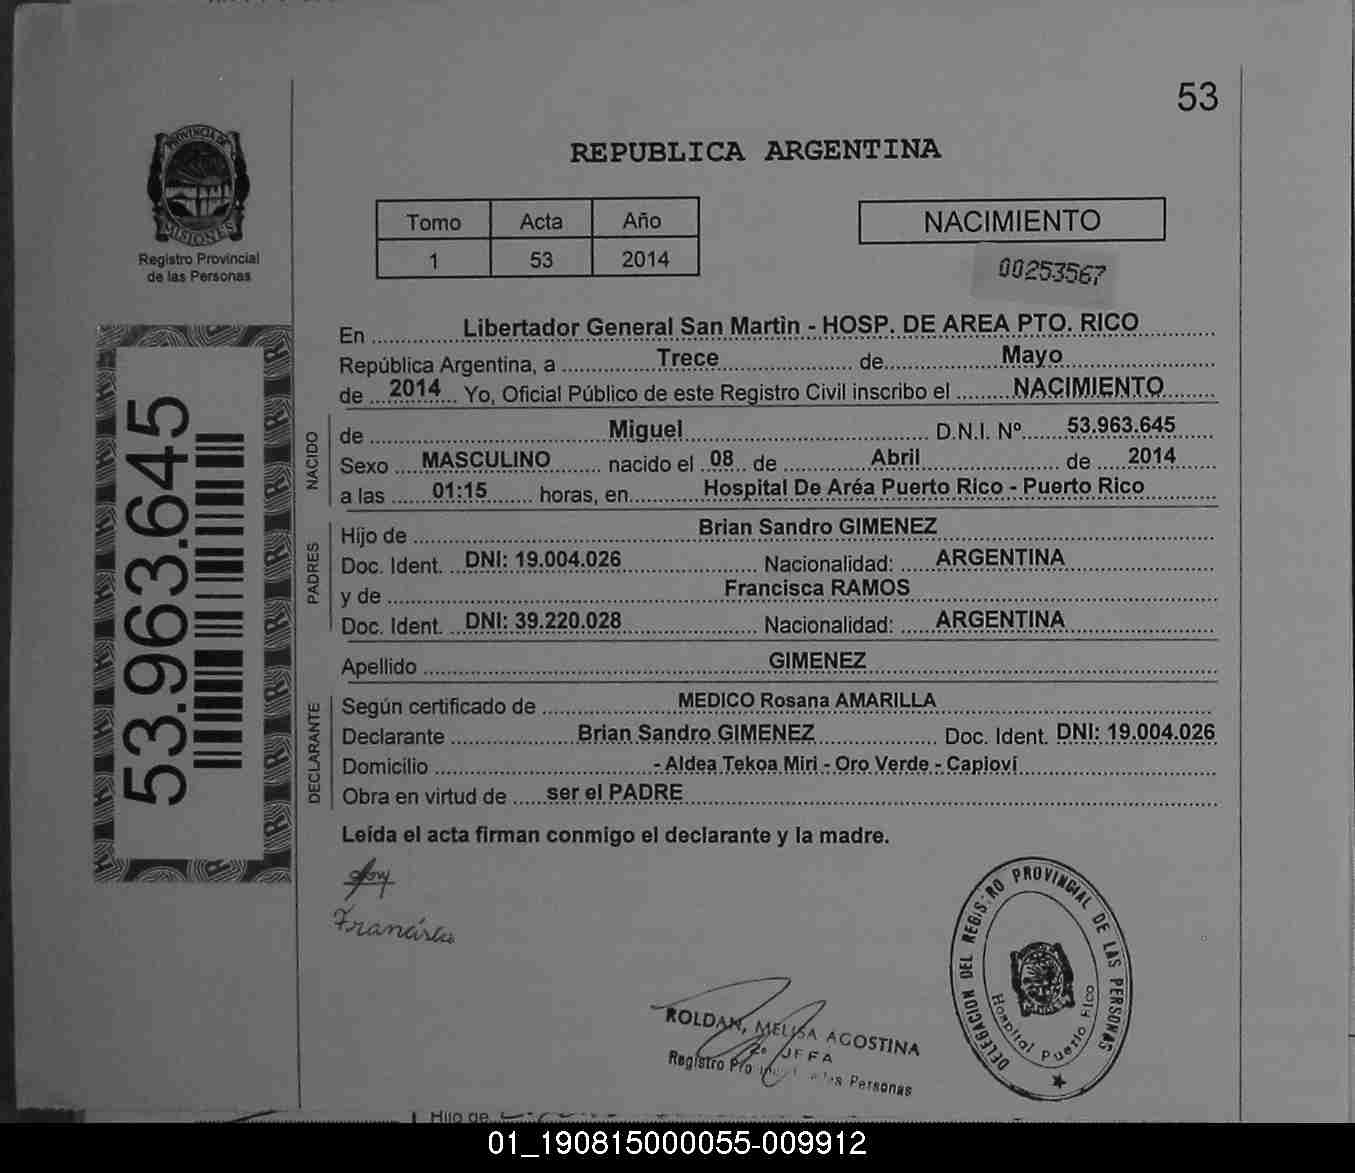 53
PROVINCIA DE
MISIONES
Registro Provincial
de las Personas
REPUBLICA ARGENTINA
Tomo Acta Año
1 53 2014
NACIMIENTO
00253567
53.963.645
En Libertador General San Martin - HOSP. DE AREA PTO. RICO
República Argentina, a Trece de Mayo
de 2014 Yo, Oficial Público de este Registro Civil inscribo el NACIMIENTO
NACIDO
de Miguel D.N.I. Nº 53.963.645
Sexo MASCULINO nacido el 08 de Abril de 2014
a las 01:15 horas, en Hospital De Aréa Puerto Rico - Puerto Rico
PADRES
Hijo de Brian Sandro GIMENEZ
Doc. Ident. DNI: 19.004.026 Nacionalidad: ARGENTINA
y de Francisca RAMOS
Doc. Ident. DNI: 39.220.028 Nacionalidad: ARGENTINA
Apellido GIMENEZ
DECLARANTE
Según certificado de MEDICO Rosana AMARILLA
Declarante Brian Sandro GIMENEZ Doc. Ident. DNI: 19.004.026
Domicilio - Aldea Tekoa Miri - Oro Verde - Capioví
Obra en virtud de ser el PADRE
Leída el acta firman conmigo el declarante y la madre.
DELEGACION DEL REGISTRO PROVINCIAL DE LAS PERSONAS
Hospital Puerto Rico
ROLDAN, MELISA AGOSTINA
2º JEFA
Registro Personas
Hijo de
01_190815000055-009912